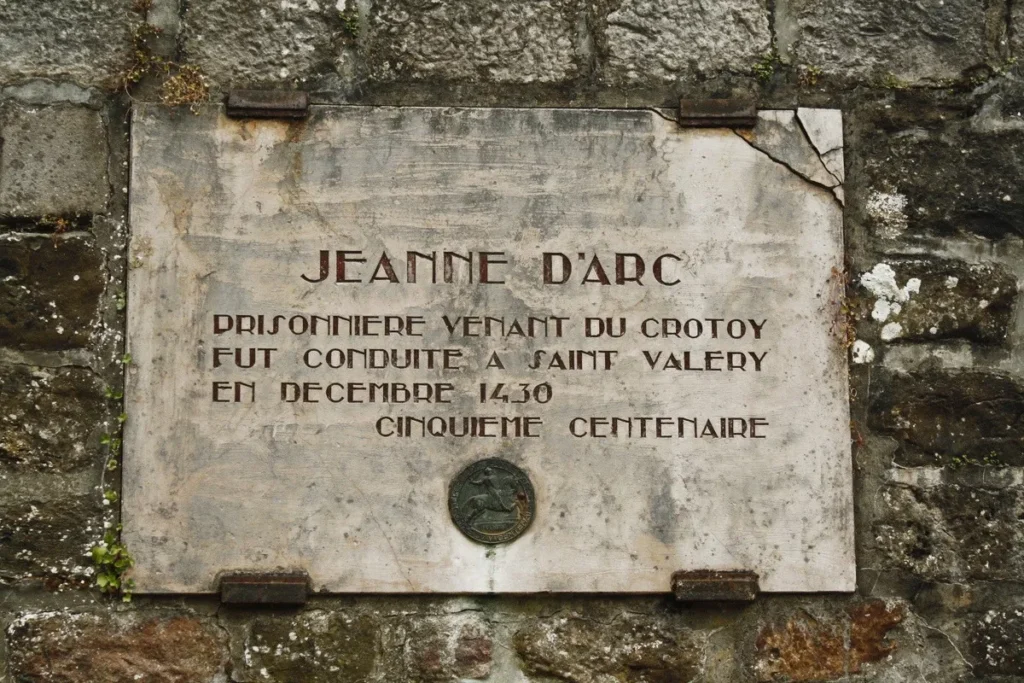 JEANNE D'ARC
PRISONNIERE VENANT DU CROTOY
FUT CONDUITE A SAINT VALERY
EN DECEMBRE 1430
CINQUIEME CENTENAIRE